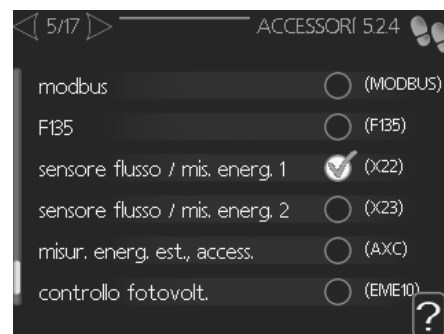 5/17 ACCESSORI 5.2.4
modbus (MODBUS)
F135 (F135)
sensore flusso / mis. energ. 1 (X22)
sensore flusso / mis. energ. 2 (X23)
misur. energ. est., access. (AXC)
controllo fotovolt. (EME10)
?